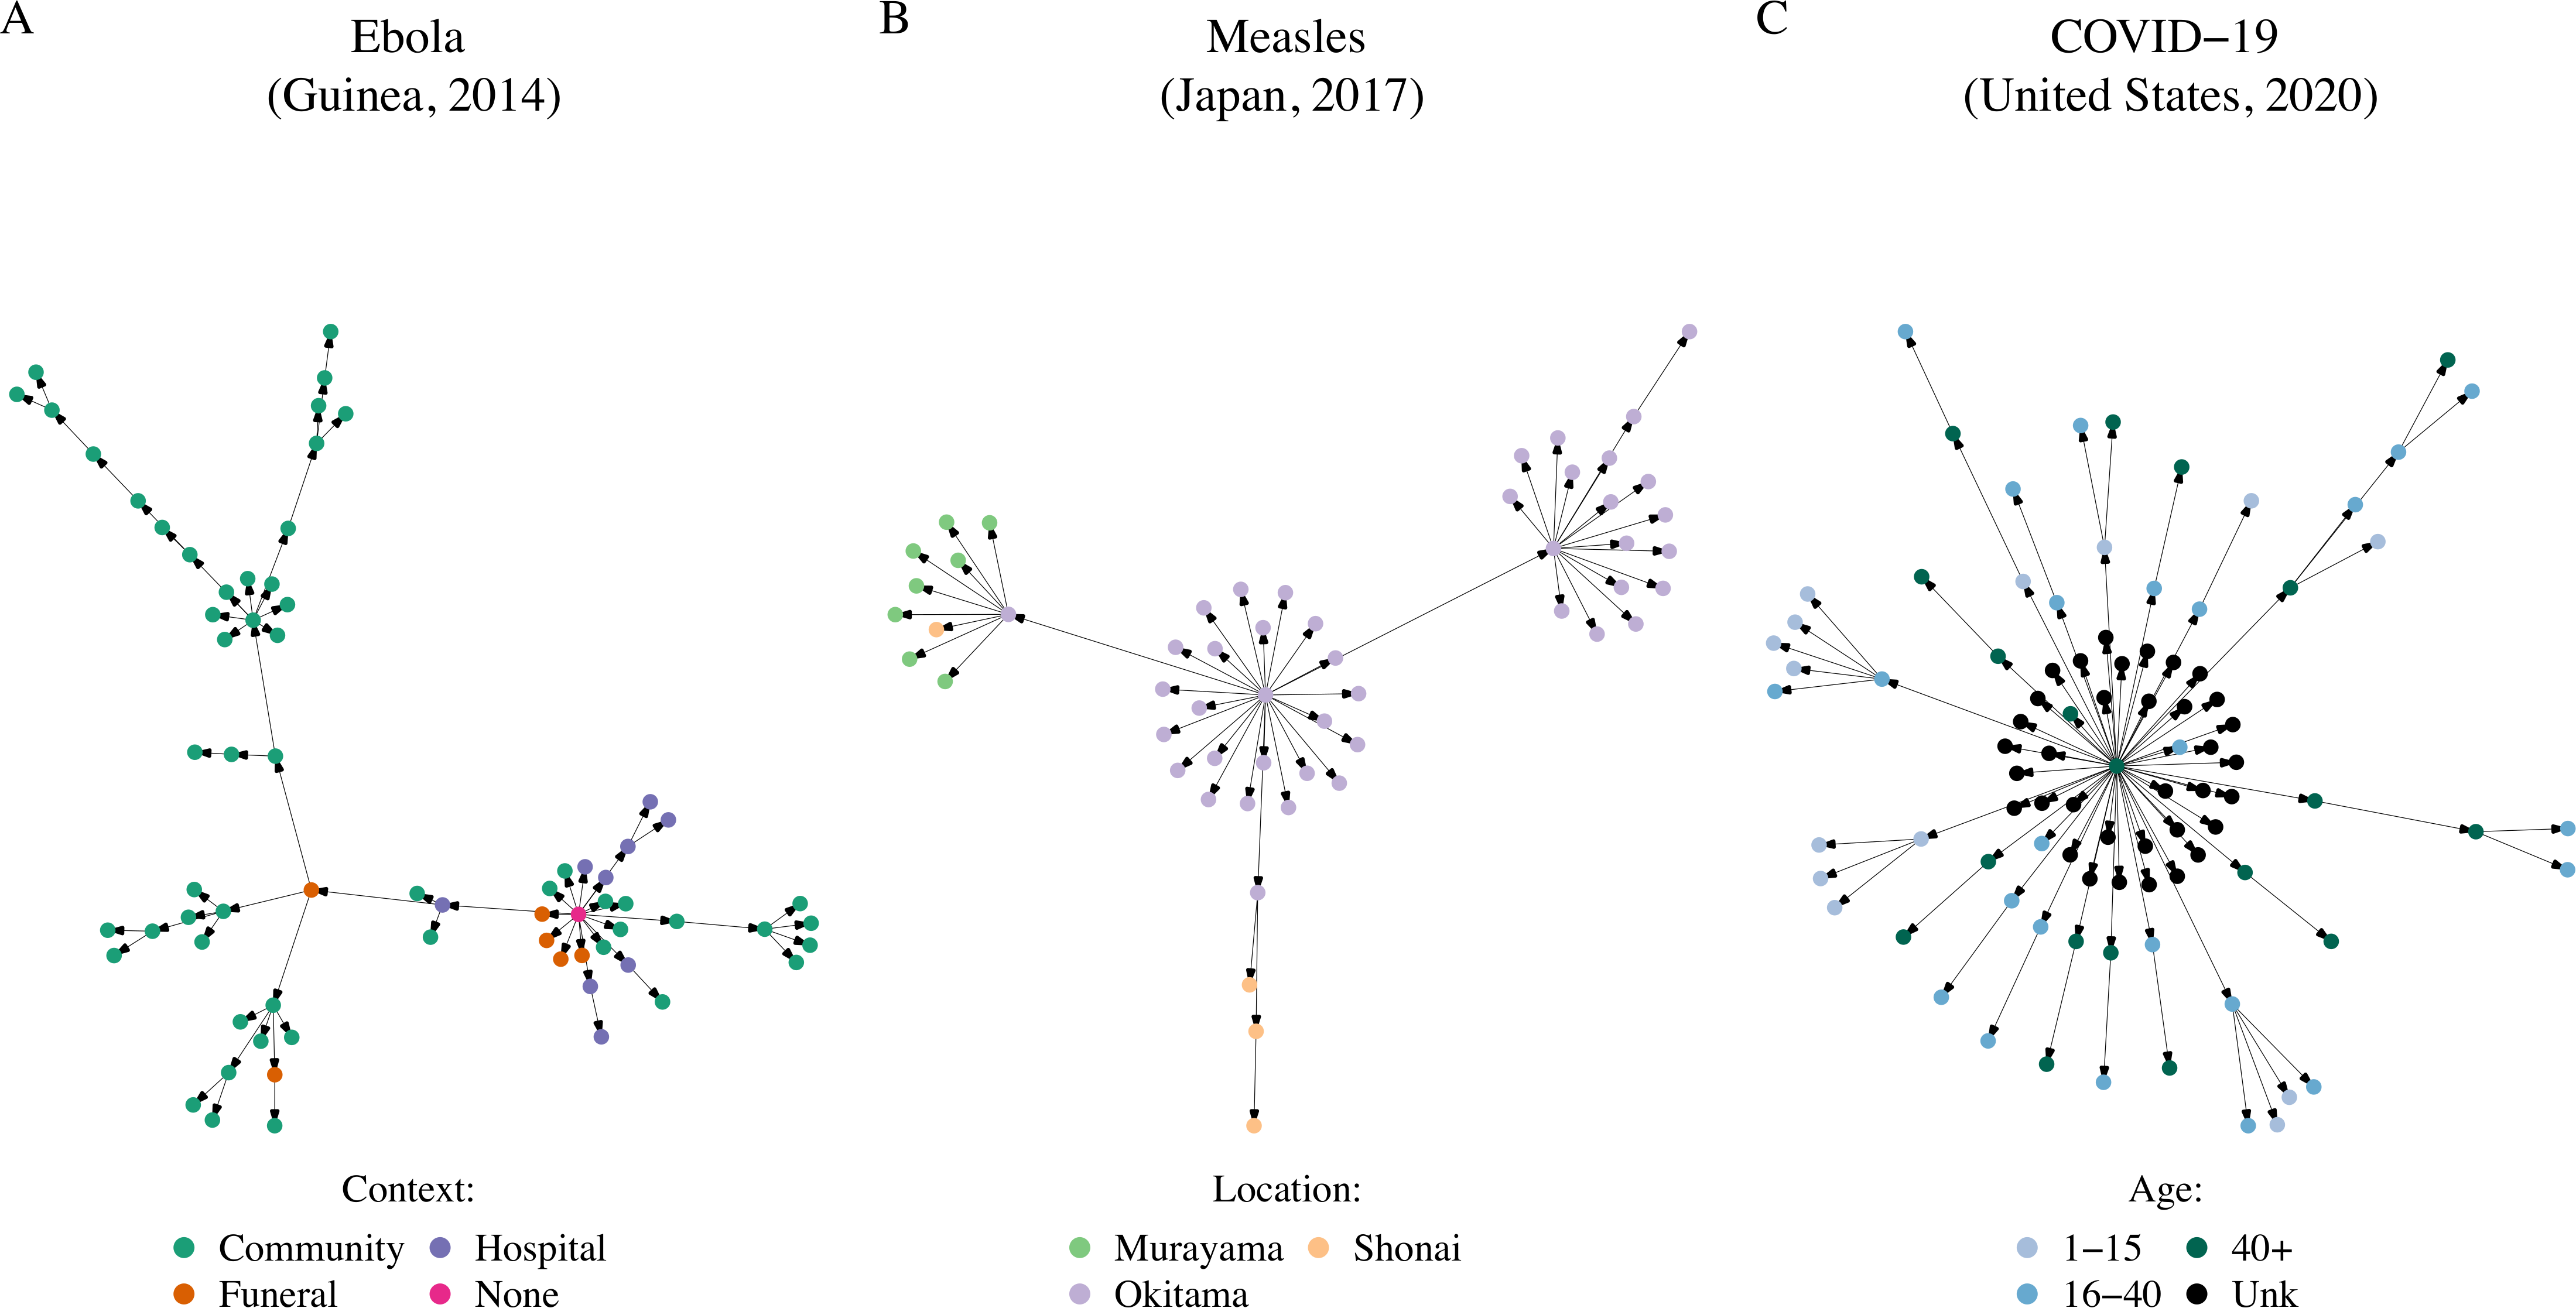 A
Ebola
(Guinea, 2014)
Context:
Community
Hospital
Funeral
None
B
Measles
(Japan, 2017)
Location:
Murayama
Shonai
Okitama
C
COVID−19
(United States, 2020)
Age:
1−15
40+
16−40
Unk